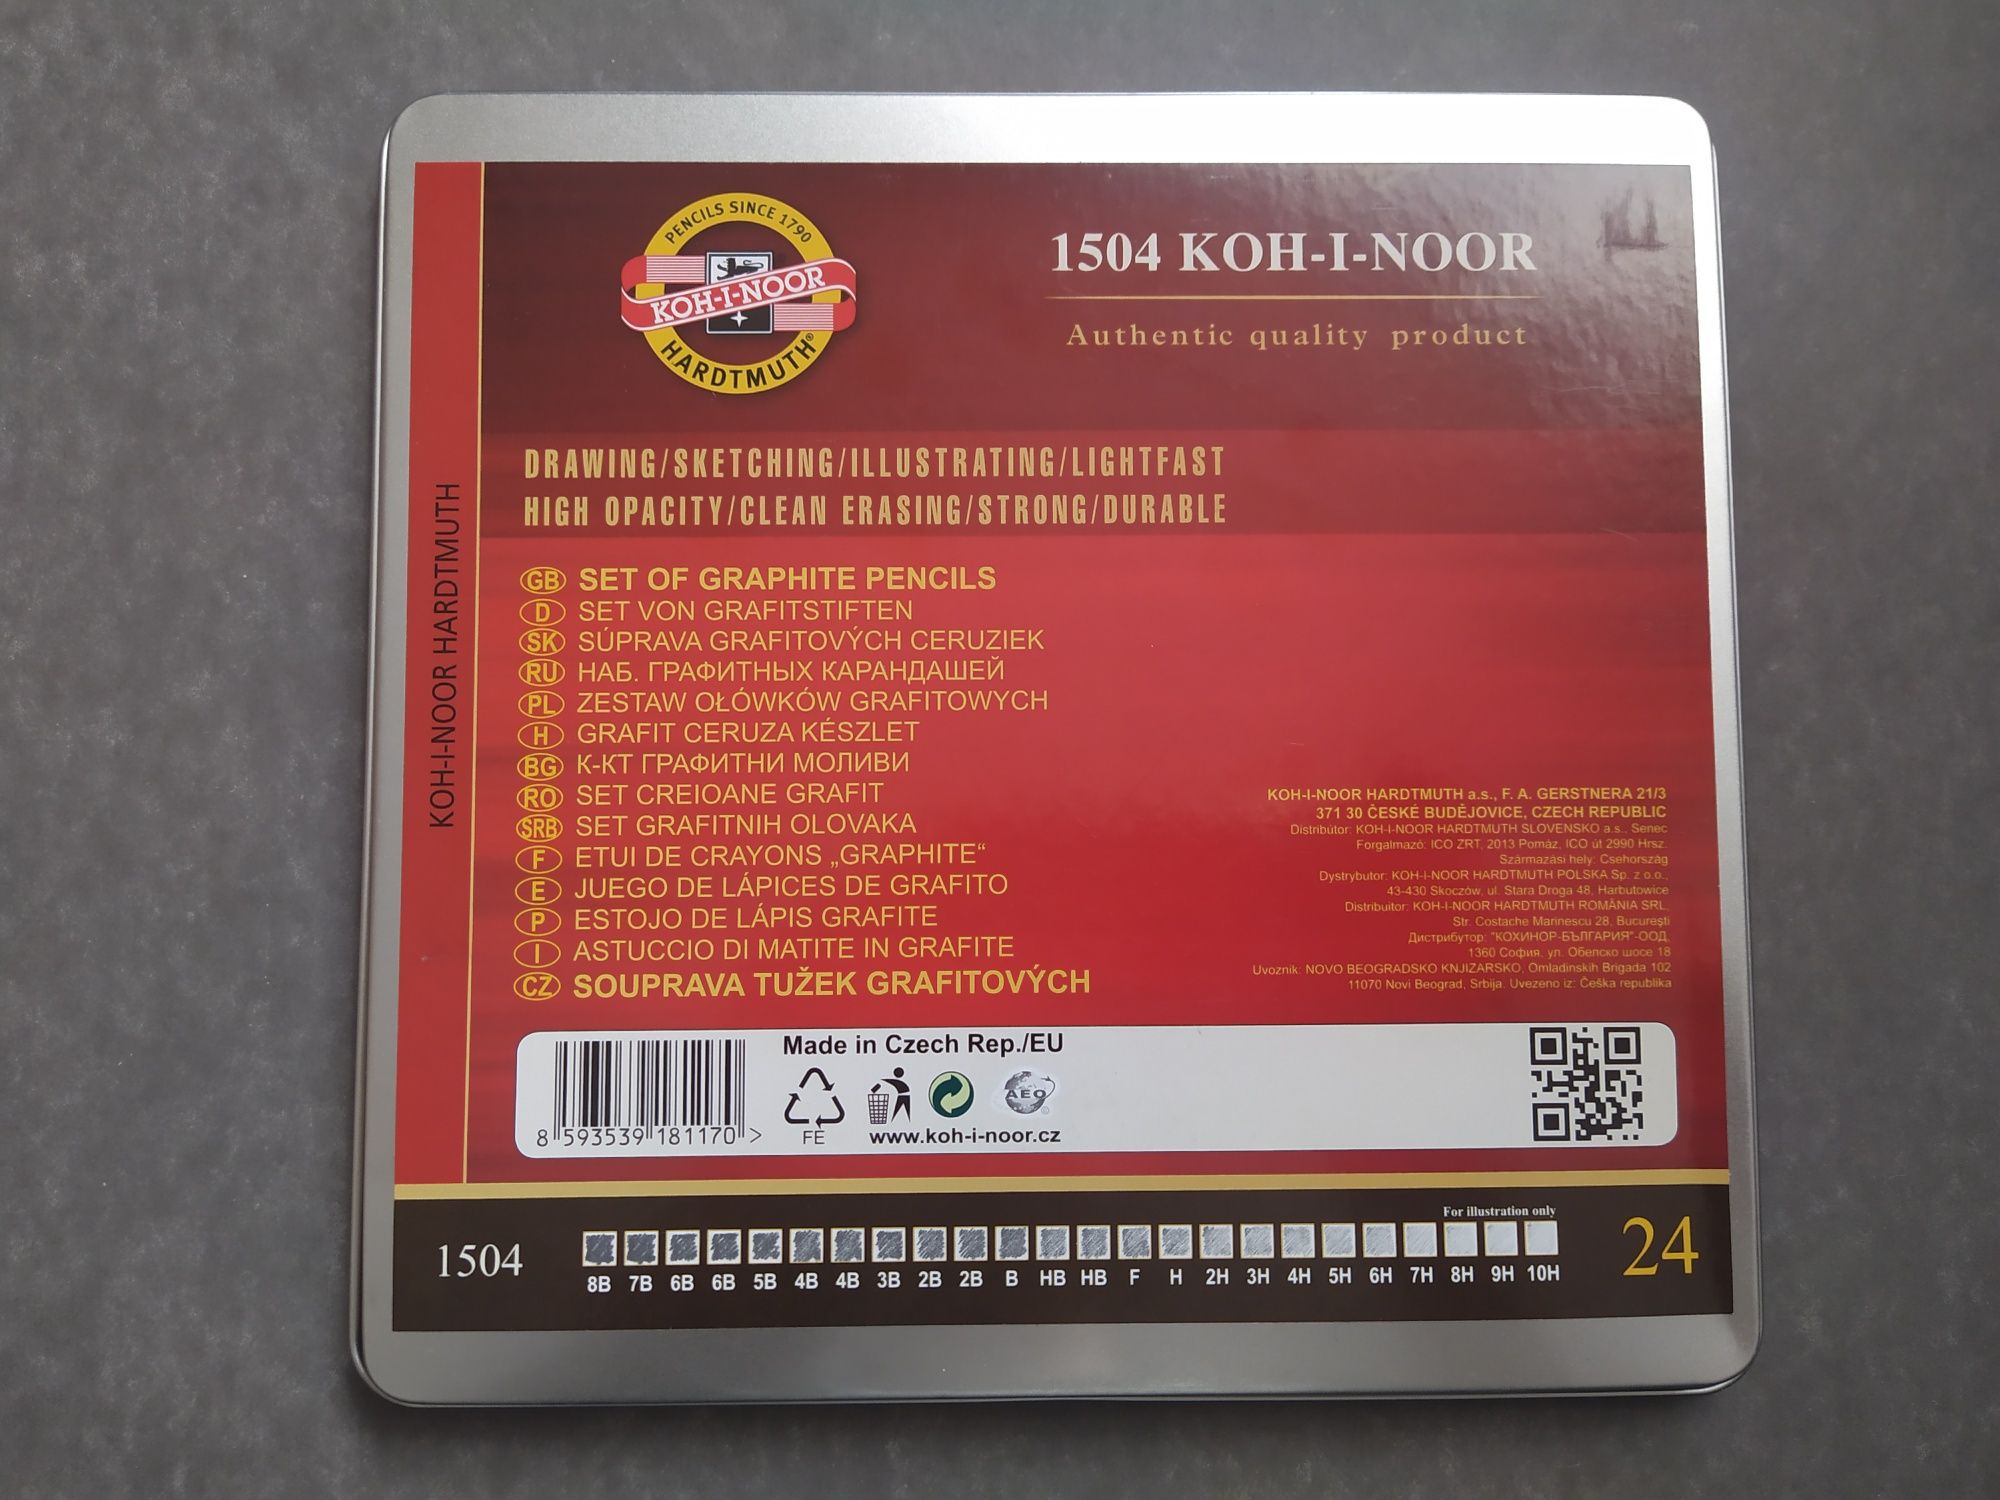 PENCILS SINCE 1790
KOH-I-NOOR
HARDTMUTH®
1504 KOH-I-NOOR
Authentic quality product
KOH-I-NOOR HARDTMUTH
DRAWING/SKETCHING/ILLUSTRATING/LIGHTFAST
HIGH OPACITY/CLEAN ERASING/STRONG/DURABLE
GB SET OF GRAPHITE PENCILS
D SET VON GRAFITSTIFTEN
SK SÚPRAVA GRAFITOVÝCH CERUZIEK
RU НАБ. ГРАФИТНЫХ КАРАНДАШЕЙ
PL ZESTAW OŁÓWKÓW GRAFITOWYCH
H GRAFIT CERUZA KÉSZLET
BG К-КТ ГРАФИТНИ МОЛИВИ
RO SET CREIOANE GRAFIT
SRB SET GRAFITNIH OLOVAKA
F ETUI DE CRAYONS „GRAPHITE“
E JUEGO DE LÁPICES DE GRAFITO
P ESTOJO DE LÁPIS GRAFITE
I ASTUCCIO DI MATITE IN GRAFITE
CZ SOUPRAVA TUŽEK GRAFITOVÝCH
KOH-I-NOOR HARDTMUTH a.s., F. A. GERSTNERA 21/3
371 30 ČESKÉ BUDĚJOVICE, CZECH REPUBLIC
Distribútor: KOH-I-NOOR HARDTMUTH SLOVENSKO a.s., Senec
Forgalmazó: ICO ZRT, 2013 Pomáz, ICO út 2990 Hrsz.
Származási hely: Csehország
Dystrybutor: KOH-I-NOOR HARDTMUTH POLSKA Sp. z o.o.,
43-430 Skoczów, ul. Stara Droga 48, Harbutowice
Distribuitor: KOH-I-NOOR HARDTMUTH ROMÂNIA SRL,
Str. Costache Marinescu 28, Bucureşti
Дистрибутор: "КОХИНОР-БЪЛГАРИЯ"-ООД,
1360 София, ул. Обелско шосе 18
Uvoznik: NOVO BEOGRADSKO KNJIZARSKO, Omladinskih Brigada 102
11070 Novi Beograd, Srbija. Uvezeno iz: Češka republika
Made in Czech Rep./EU
AEO
8 593539 181170 >
FE
www.koh-i-noor.cz
For illustration only
1504
8B 7B 6B 6B 5B 4B 4B 3B 2B 2B B HB HB F H 2H 3H 4H 5H 6H 7H 8H 9H 10H
24